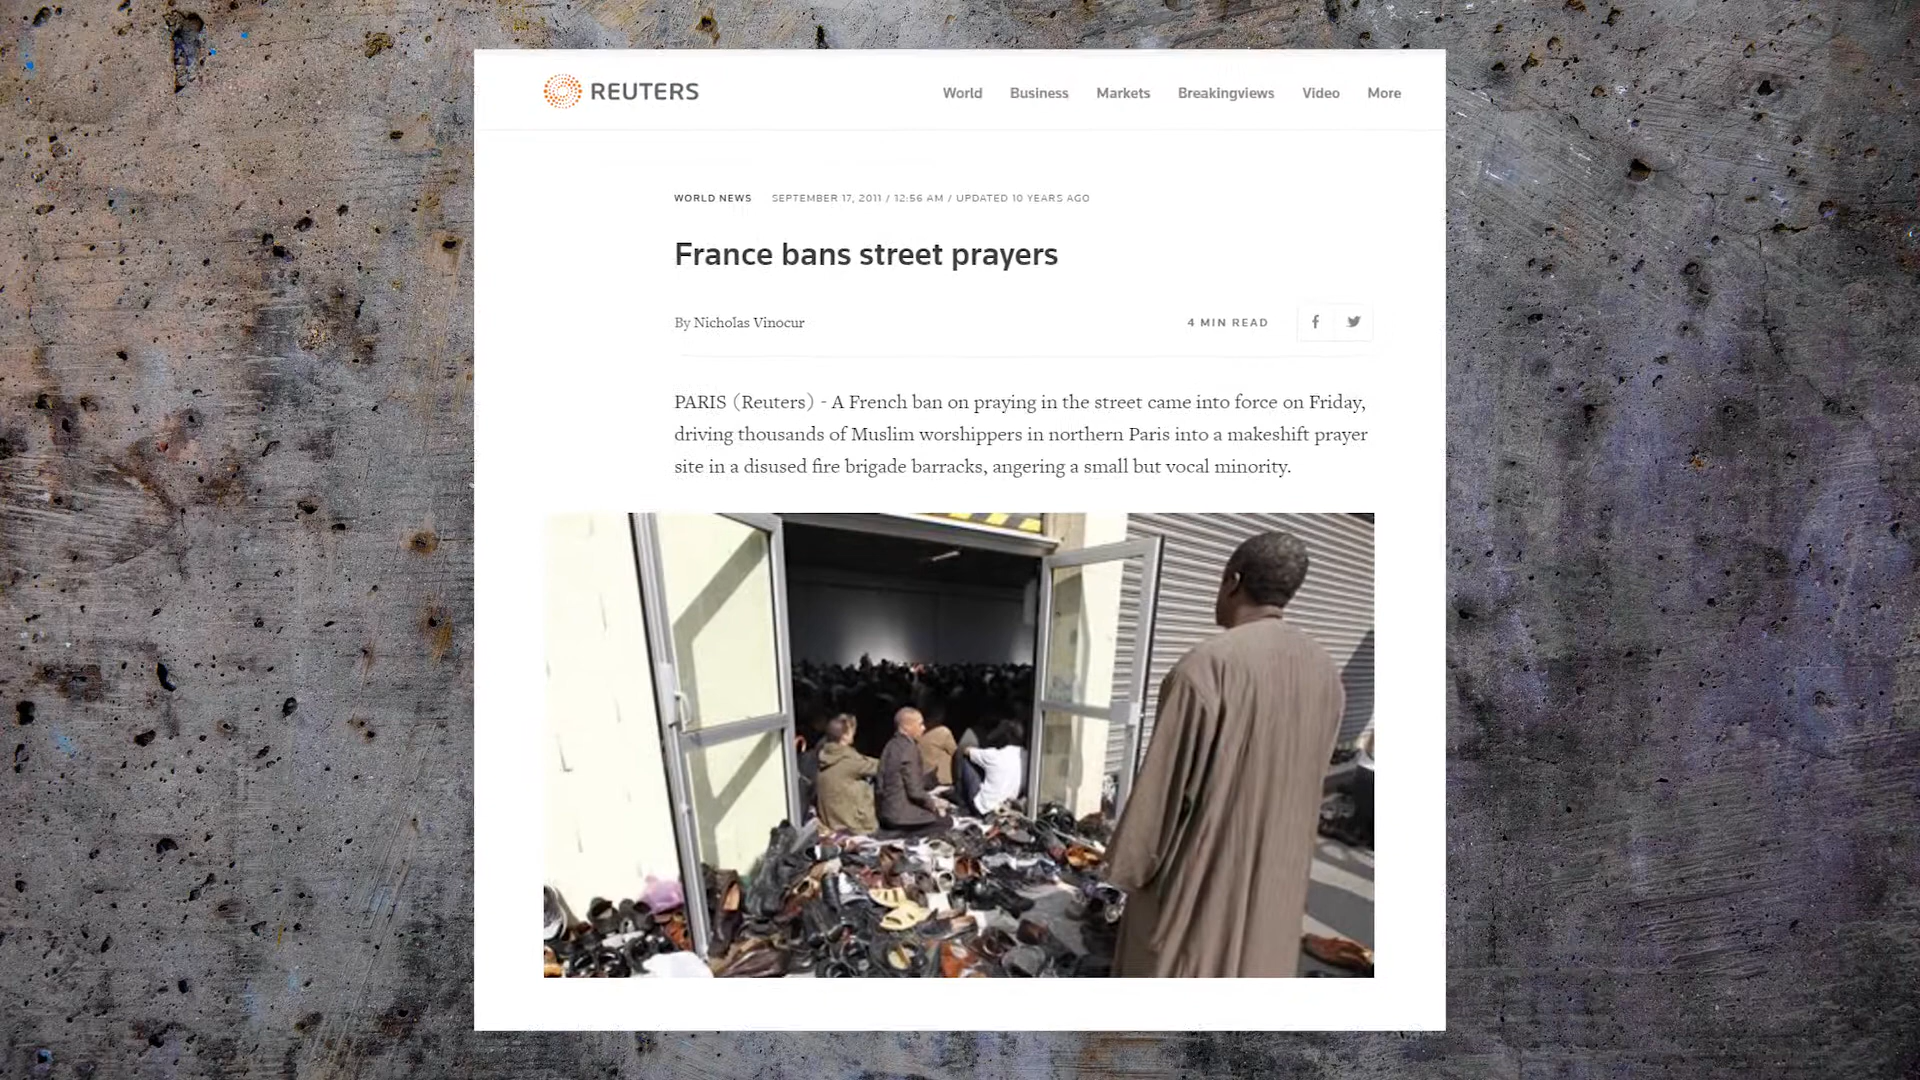 REUTERS
World Business Markets Breakingviews Video More
WORLD NEWS SEPTEMBER 17, 2011 / 12:56 AM / UPDATED 10 YEARS AGO
France bans street prayers
By Nicholas Vinocur 4 MIN READ
PARIS (Reuters) - A French ban on praying in the street came into force on Friday,
driving thousands of Muslim worshippers in northern Paris into a makeshift prayer
site in a disused fire brigade barracks, angering a small but vocal minority.